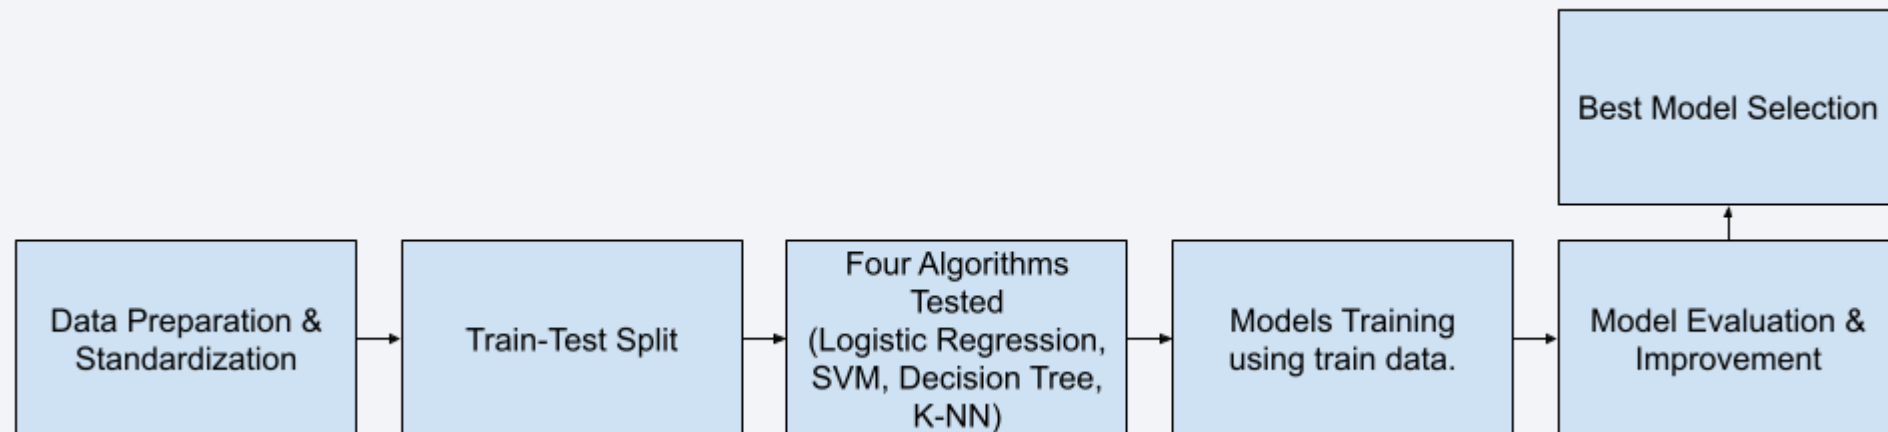 Best Model Selection
Data Preparation &
Standardization
Train-Test Split
Four Algorithms
Tested
(Logistic Regression,
SVM, Decision Tree,
K-NN)
Models Training
using train data.
Model Evaluation &
Improvement